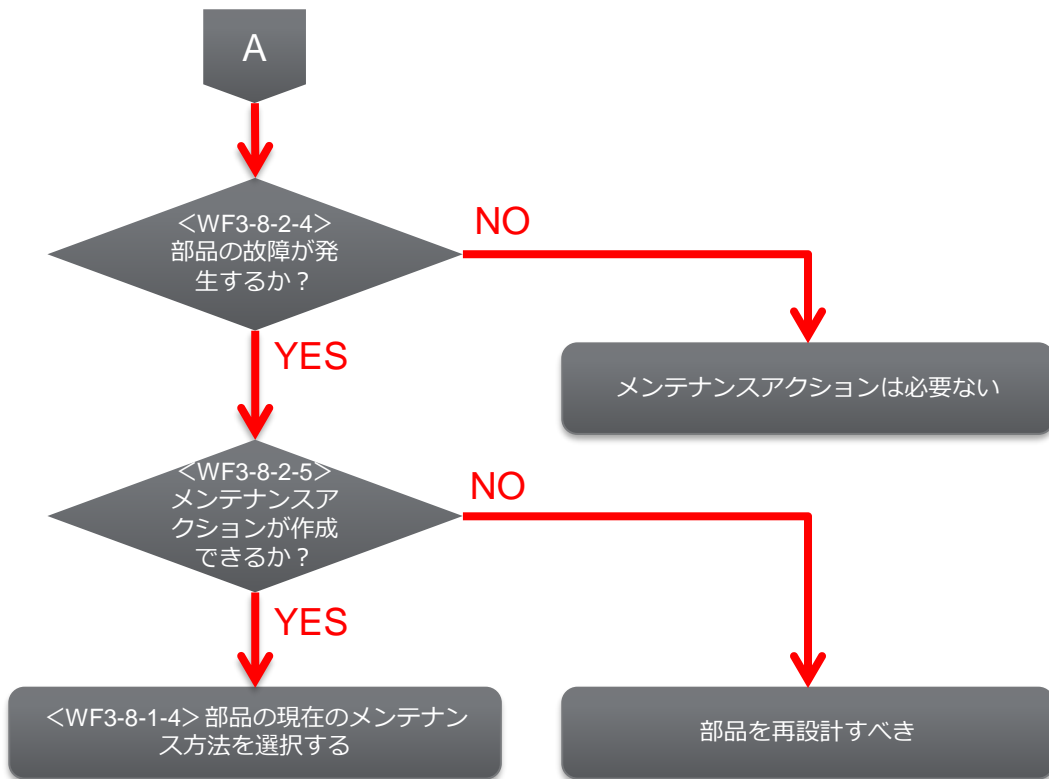 A
＜WF3-8-2-4＞
部品の故障が発
生するか？
NO
YES
メンテナンスアクションは必要ない
＜WF3-8-2-5＞
メンテナンスア
クションが作成
できるか？
NO
YES
＜WF3-8-1-4＞部品の現在のメンテナン
ス方法を選択する
部品を再設計すべき